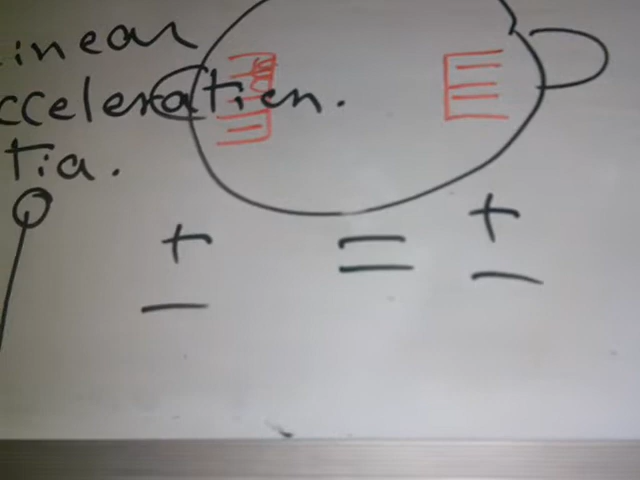 inear
cceleration.
tia.
+ = +
− −